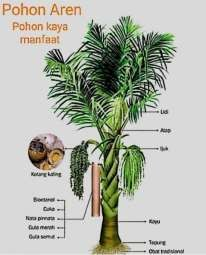 Pohon Aren
Pohon kaya
manfaat
Lidi
Atap
Ijuk
Kolang kaling
Bioetanol
Cuka
Nata pinnata
Gula merah
Gula semut
Kayu
Tepung
Obat tradisional